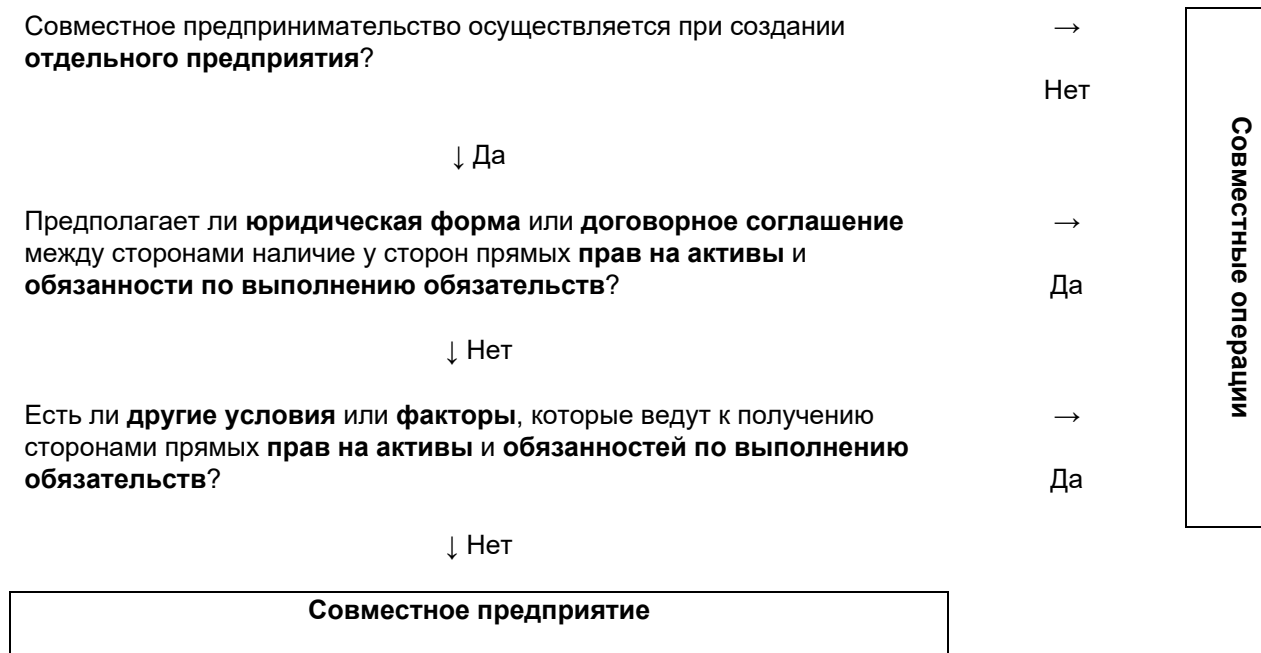 Совместное предпринимательство осуществляется при создании
отдельного предприятия?
→
Нет
↓ Да
Предполагает ли юридическая форма или договорное соглашение
между сторонами наличие у сторон прямых прав на активы и
обязанности по выполнению обязательств?
→
Да
↓ Нет
Есть ли другие условия или факторы, которые ведут к получению
сторонами прямых прав на активы и обязанностей по выполнению
обязательств?
→
Да
↓ Нет
Совместное предприятие
Совместные операции